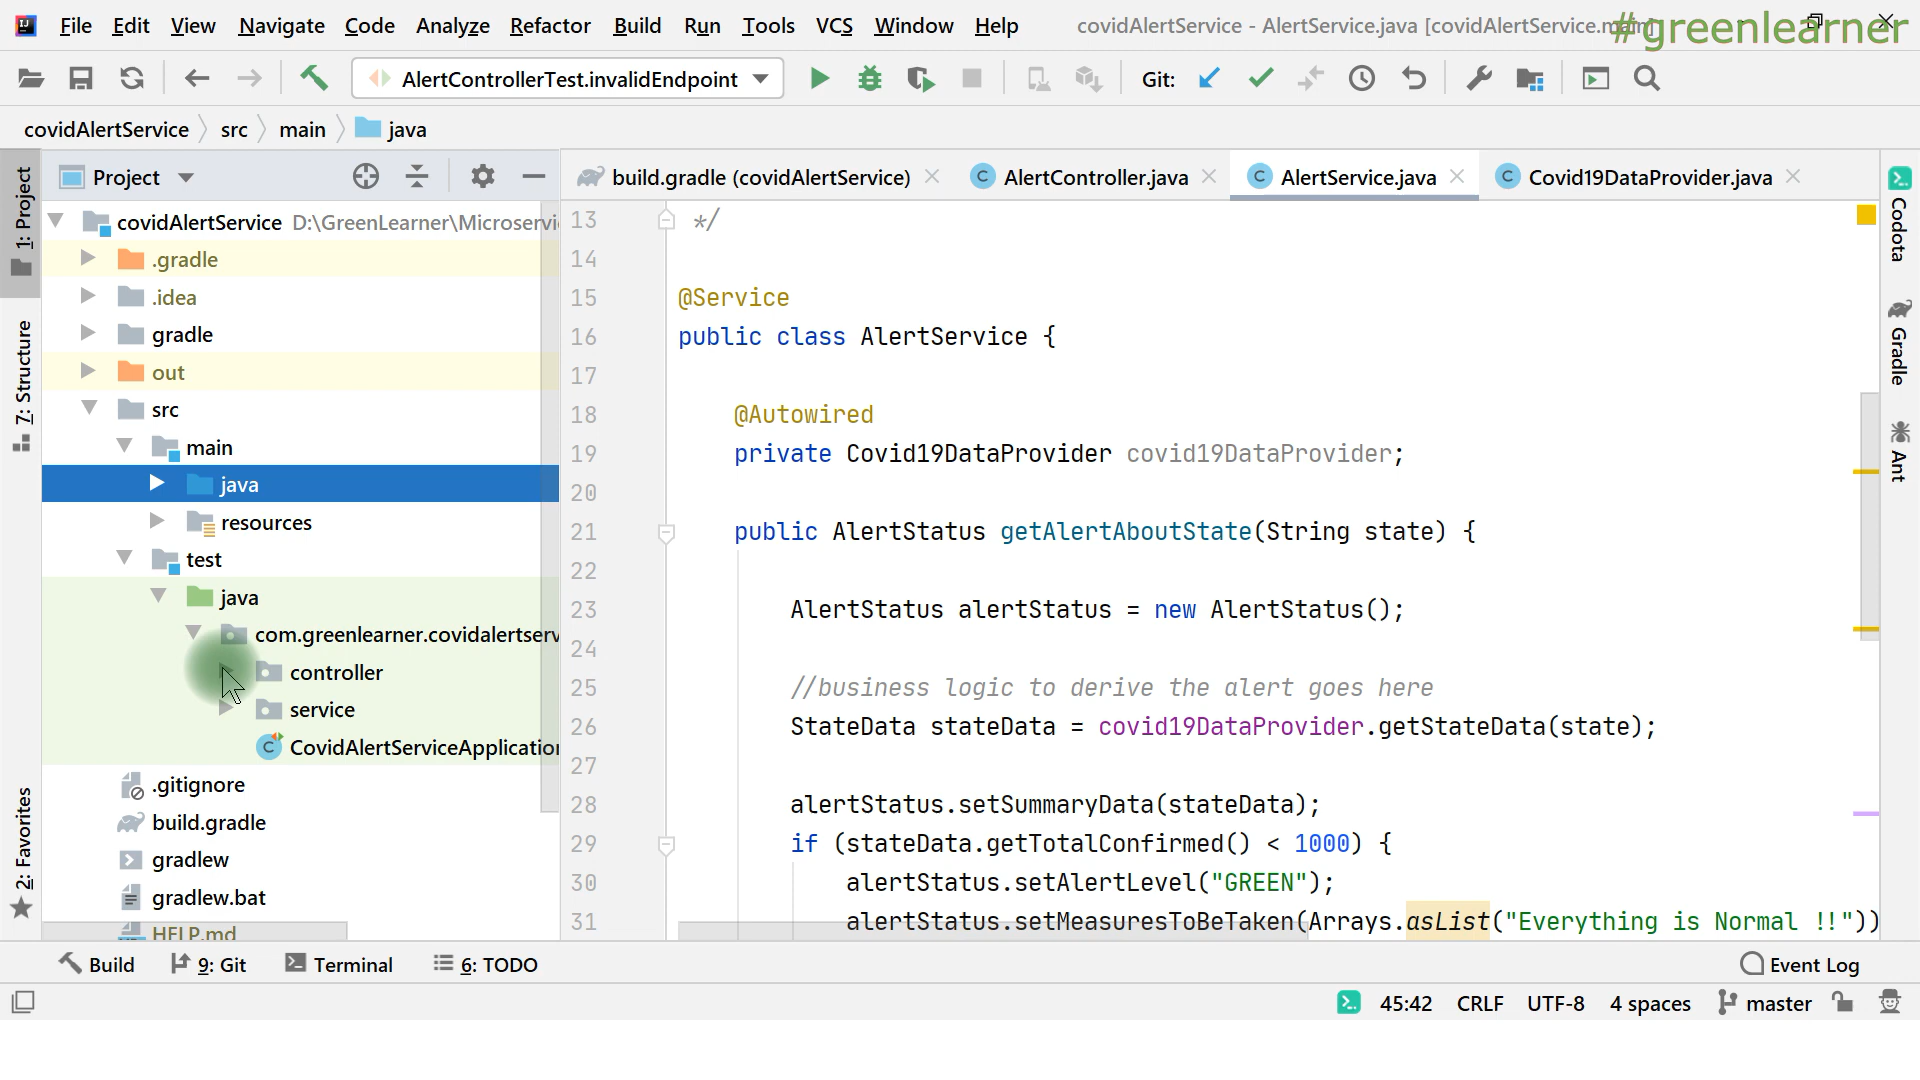 File Edit View Navigate Code Analyze Refactor Build Run Tools VCS Window Help covidAlertService - AlertService.java [covidAlertService.main]
#greenlearner
AlertControllerTest.invalidEndpoint Git:
covidAlertService src main java
Project
build.gradle (covidAlertService) AlertController.java AlertService.java Covid19DataProvider.java
1: Project
7: Structure
2: Favorites
covidAlertService D:\GreenLearner\Microservi
.gradle
.idea
gradle
out
src
main
java
resources
test
java
com.greenlearner.covidalertserv
controller
service
CovidAlertServiceApplication
.gitignore
build.gradle
gradlew
gradlew.bat
HELP.md
13 */
14
15 @Service
16 public class AlertService {
17
18 @Autowired
19 private Covid19DataProvider covid19DataProvider;
20
21 public AlertStatus getAlertAboutState(String state) {
22
23 AlertStatus alertStatus = new AlertStatus();
24
25 //business logic to derive the alert goes here
26 StateData stateData = covid19DataProvider.getStateData(state);
27
28 alertStatus.setSummaryData(stateData);
29 if (stateData.getTotalConfirmed() < 1000) {
30 alertStatus.setAlertLevel("GREEN");
31 alertStatus.setMeasuresToBeTaken(Arrays.asList("Everything is Normal !!"))
Codota
Gradle
Ant
Build 9: Git Terminal 6: TODO Event Log
45:42 CRLF UTF-8 4 spaces master